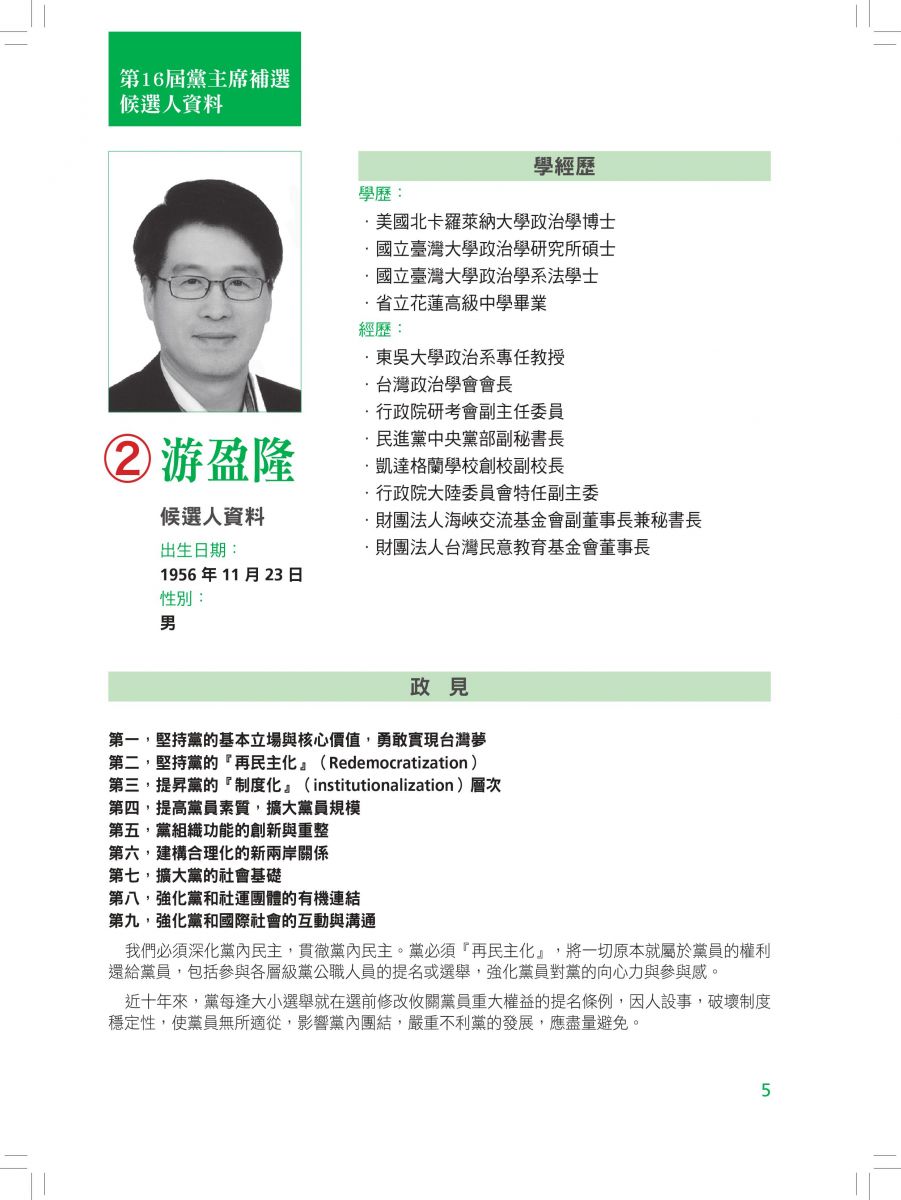 第16屆黨主席補選
候選人資料
②游盈隆
候選人資料
出生日期：
1956 年 11 月 23 日
性別：
男
學經歷
學歷：
．美國北卡羅萊納大學政治學博士
．國立臺灣大學政治學研究所碩士
．國立臺灣大學政治學系法學士
．省立花蓮高級中學畢業
經歷：
．東吳大學政治系專任教授
．台灣政治學會會長
．行政院研考會副主任委員
．民進黨中央黨部副秘書長
．凱達格蘭學校創校副校長
．行政院大陸委員會特任副主委
．財團法人海峽交流基金會副董事長兼秘書長
．財團法人台灣民意教育基金會董事長
政　見
第一，堅持黨的基本立場與核心價值，勇敢實現台灣夢
第二，堅持黨的『再民主化』（Redemocratization）
第三，提昇黨的『制度化』（institutionalization）層次
第四，提高黨員素質，擴大黨員規模
第五，黨組織功能的創新與重整
第六，建構合理化的新兩岸關係
第七，擴大黨的社會基礎
第八，強化黨和社運團體的有機連結
第九，強化黨和國際社會的互動與溝通
我們必須深化黨內民主，貫徹黨內民主。黨必須『再民主化』，將一切原本就屬於黨員的權利
還給黨員，包括參與各層級黨公職人員的提名或選舉，強化黨員對黨的向心力與參與感。
近十年來，黨每逢大小選舉就在選前修改攸關黨員重大權益的提名條例，因人設事，破壞制度
穩定性，使黨員無所適從，影響黨內團結，嚴重不利黨的發展，應盡量避免。
5